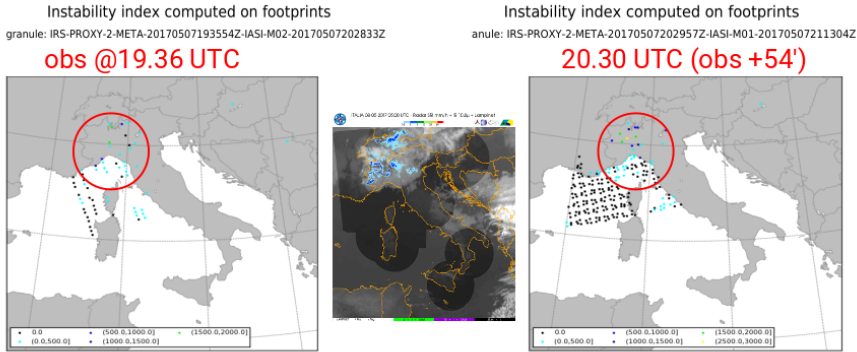 Instability index computed on footprints
granule: IRS-PROXY-2-META-20170507193554Z-IASI-M02-20170507202833Z
obs @19.36 UTC
0.0
(0.0,500.0]
(500.0,1000.0]
(1000.0,1500.0]
(1500.0,2000.0]
Instability index computed on footprints
anule: IRS-PROXY-2-META-20170507202957Z-IASI-M01-20170507211304Z
20.30 UTC (obs +54')
0.0
(0.0,500.0]
(500.0,1000.0]
(1000.0,1500.0]
(1500.0,2000.0]
(2500.0,3000.0]